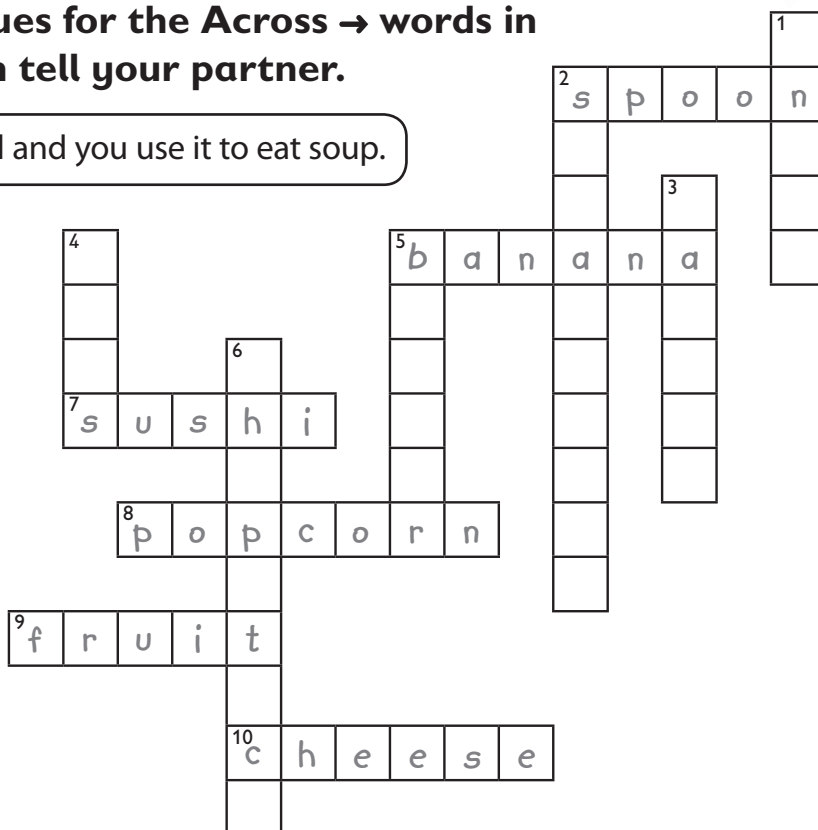 ues for the Across → words in
n tell your partner.
d and you use it to eat soup.
1
2 s p o o n
3
4
5 b a n a n a
6
7 s u s h i
8 p o p c o r n
9 f r u i t
10 c h e e s e